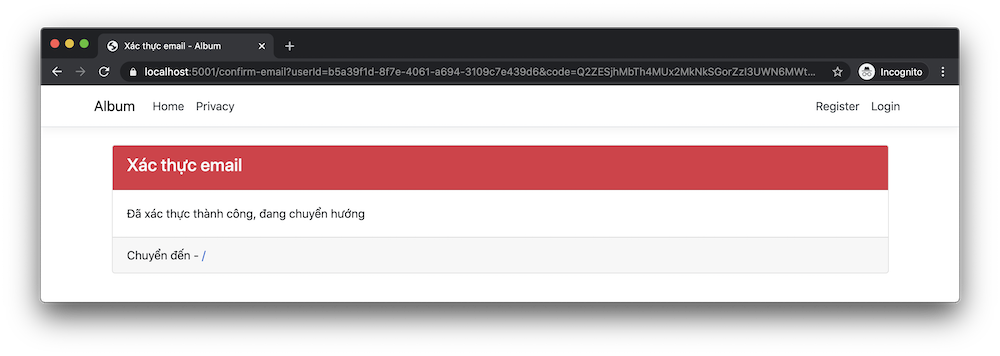 Xác thực email - Album
localhost:5001/confirm-email?userId=b5a39f1d-8f7e-4061-a694-3109c7e439d6&code=Q2ZESjhMbTh4MUx2MkNkSGorZzI3UWN6MWt...
Incognito
Album Home Privacy Register Login
Xác thực email
Đã xác thực thành công, đang chuyển hướng
Chuyển đến - /